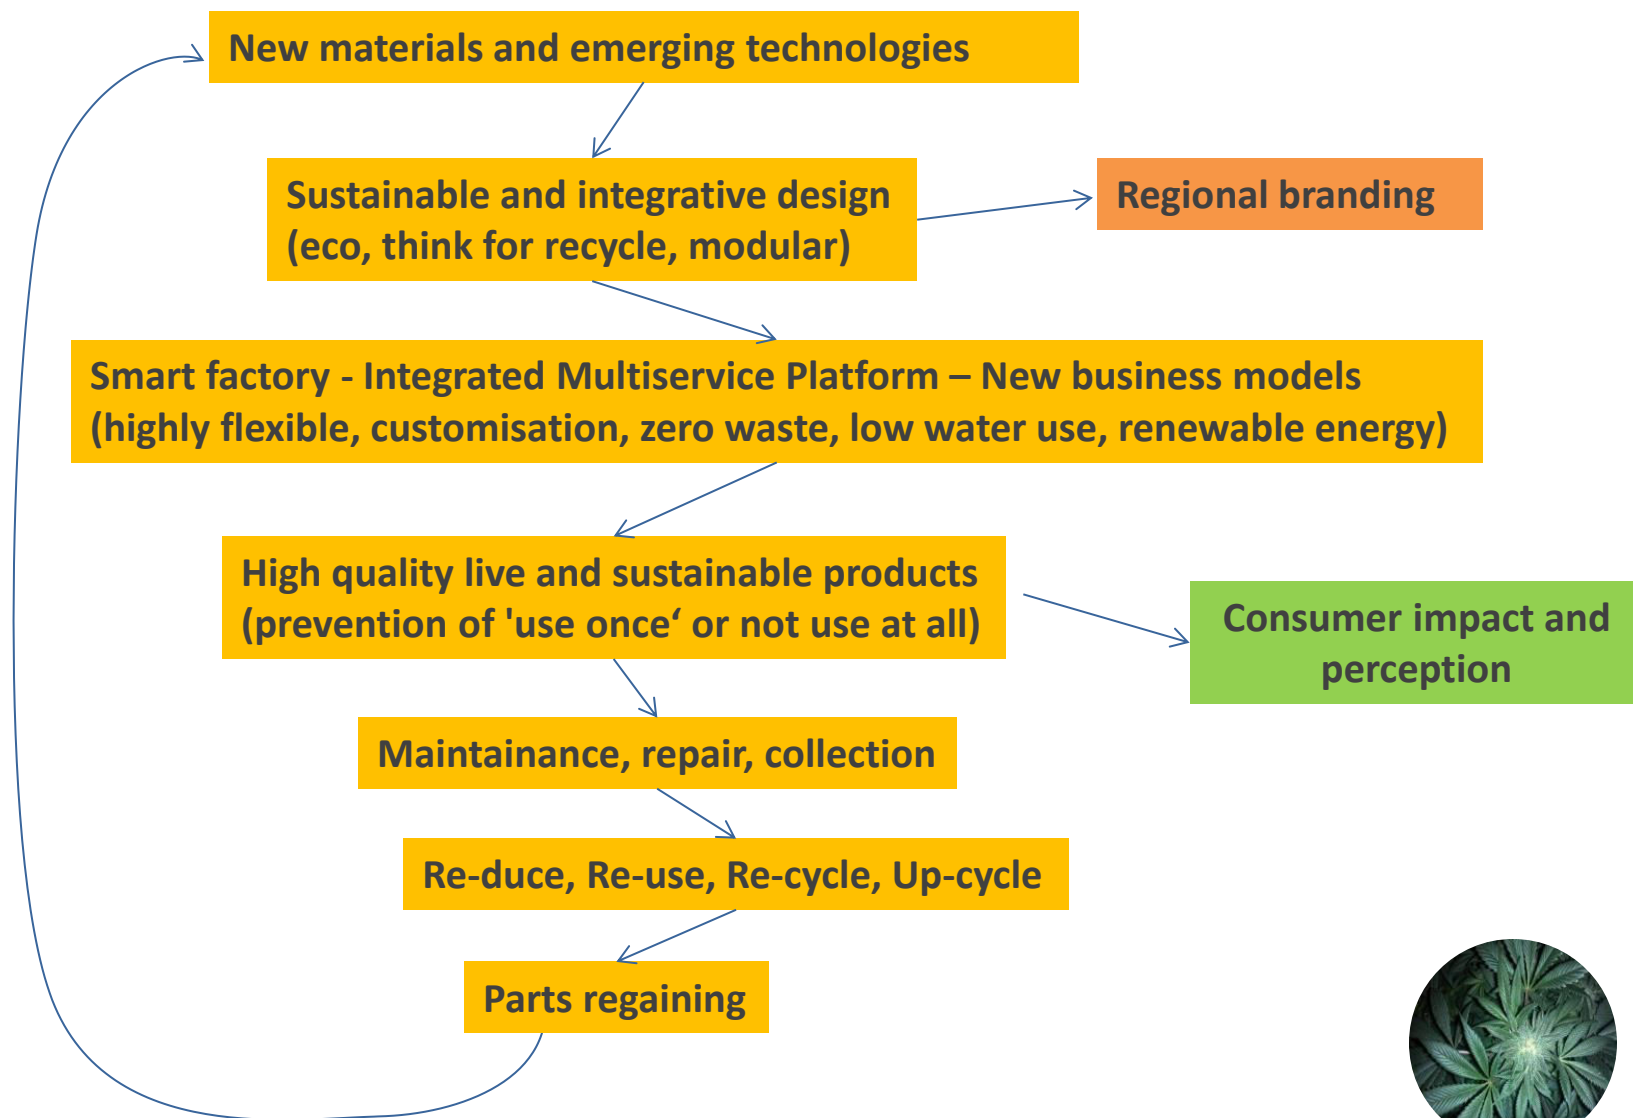 New materials and emerging technologies
Sustainable and integrative design
(eco, think for recycle, modular)
Regional branding
Smart factory - Integrated Multiservice Platform – New business models
(highly flexible, customisation, zero waste, low water use, renewable energy)
High quality live and sustainable products
(prevention of 'use once‘ or not use at all)
Consumer impact and
perception
Maintainance, repair, collection
Re-duce, Re-use, Re-cycle, Up-cycle
Parts regaining